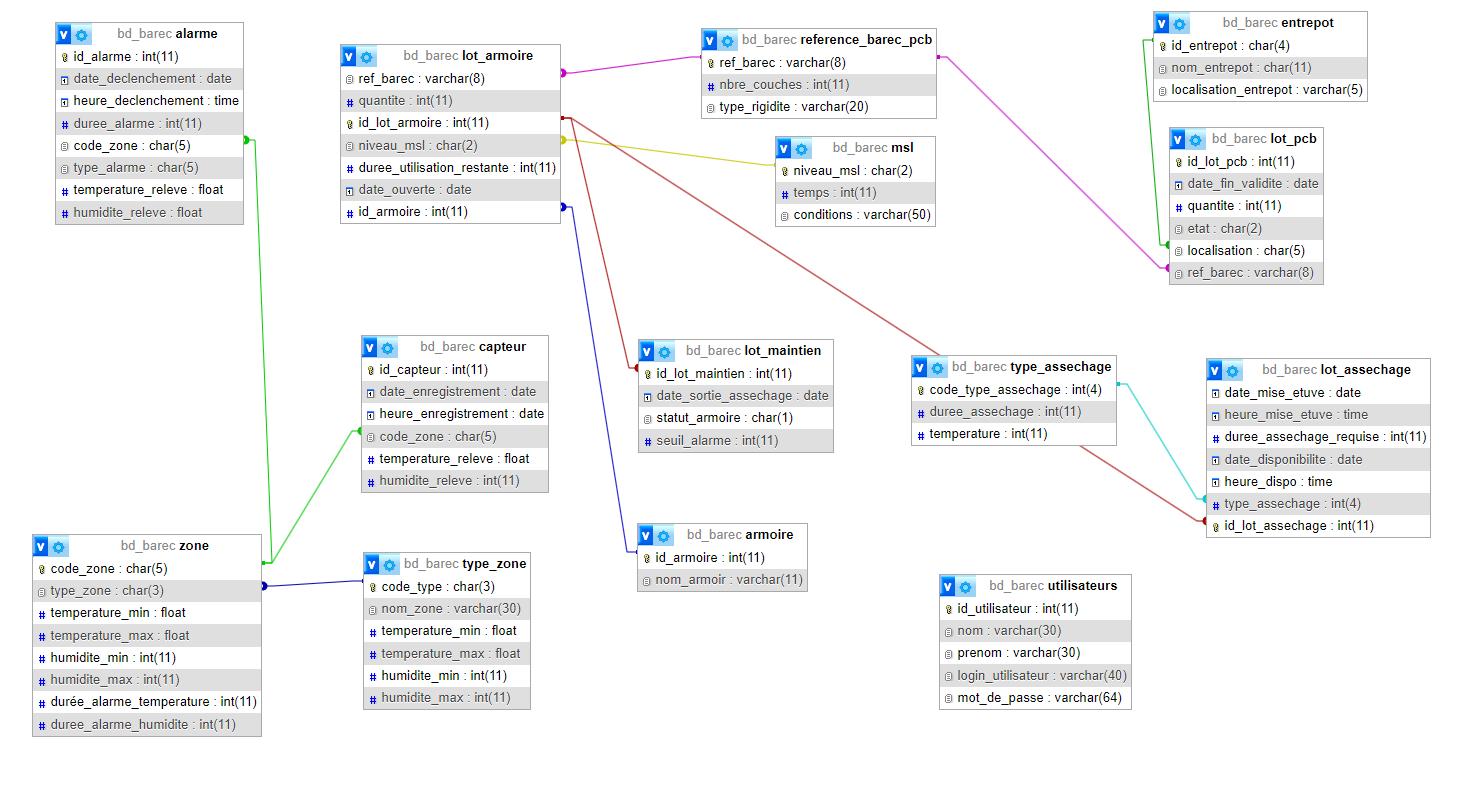 bd_barec alarme
id_alarme : int(11)
date_declenchement : date
heure_declenchement : time
duree_alarme : int(11)
code_zone : char(5)
type_alarme : char(5)
temperature_releve : float
humidite_releve : float
bd_barec lot_armoire
ref_barec : varchar(8)
quantite : int(11)
id_lot_armoire : int(11)
niveau_msl : char(2)
duree_utilisation_restante : int(11)
date_ouverte : date
id_armoire : int(11)
bd_barec reference_barec_pcb
ref_barec : varchar(8)
nbre_couches : int(11)
type_rigidite : varchar(20)
bd_barec entrepot
id_entrepot : char(4)
nom_entrepot : char(11)
localisation_entrepot : varchar(5)
bd_barec msl
niveau_msl : char(2)
temps : int(11)
conditions : varchar(50)
bd_barec lot_pcb
id_lot_pcb : int(11)
date_fin_validite : date
quantite : int(11)
etat : char(2)
localisation : char(5)
ref_barec : varchar(8)
bd_barec capteur
id_capteur : int(11)
date_enregistrement : date
heure_enregistrement : date
code_zone : char(5)
temperature_releve : float
humidite_releve : int(11)
bd_barec lot_maintien
id_lot_maintien : int(11)
date_sortie_assechage : date
statut_armoire : char(1)
seuil_alarme : int(11)
bd_barec type_assechage
code_type_assechage : int(4)
duree_assechage : int(11)
temperature : int(11)
bd_barec lot_assechage
date_mise_etuve : date
heure_mise_etuve : time
duree_assechage_requise : int(11)
date_disponibilite : date
heure_dispo : time
type_assechage : int(4)
id_lot_assechage : int(11)
bd_barec zone
code_zone : char(5)
type_zone : char(3)
temperature_min : float
temperature_max : float
humidite_min : int(11)
humidite_max : int(11)
durée_alarme_temperature : int(11)
duree_alarme_humidite : int(11)
bd_barec type_zone
code_type : char(3)
nom_zone : varchar(30)
temperature_min : float
temperature_max : float
humidite_min : int(11)
humidite_max : int(11)
bd_barec armoire
id_armoire : int(11)
nom_armoir : varchar(11)
bd_barec utilisateurs
id_utilisateur : int(11)
nom : varchar(30)
prenom : varchar(30)
login_utilisateur : varchar(40)
mot_de_passe : varchar(64)